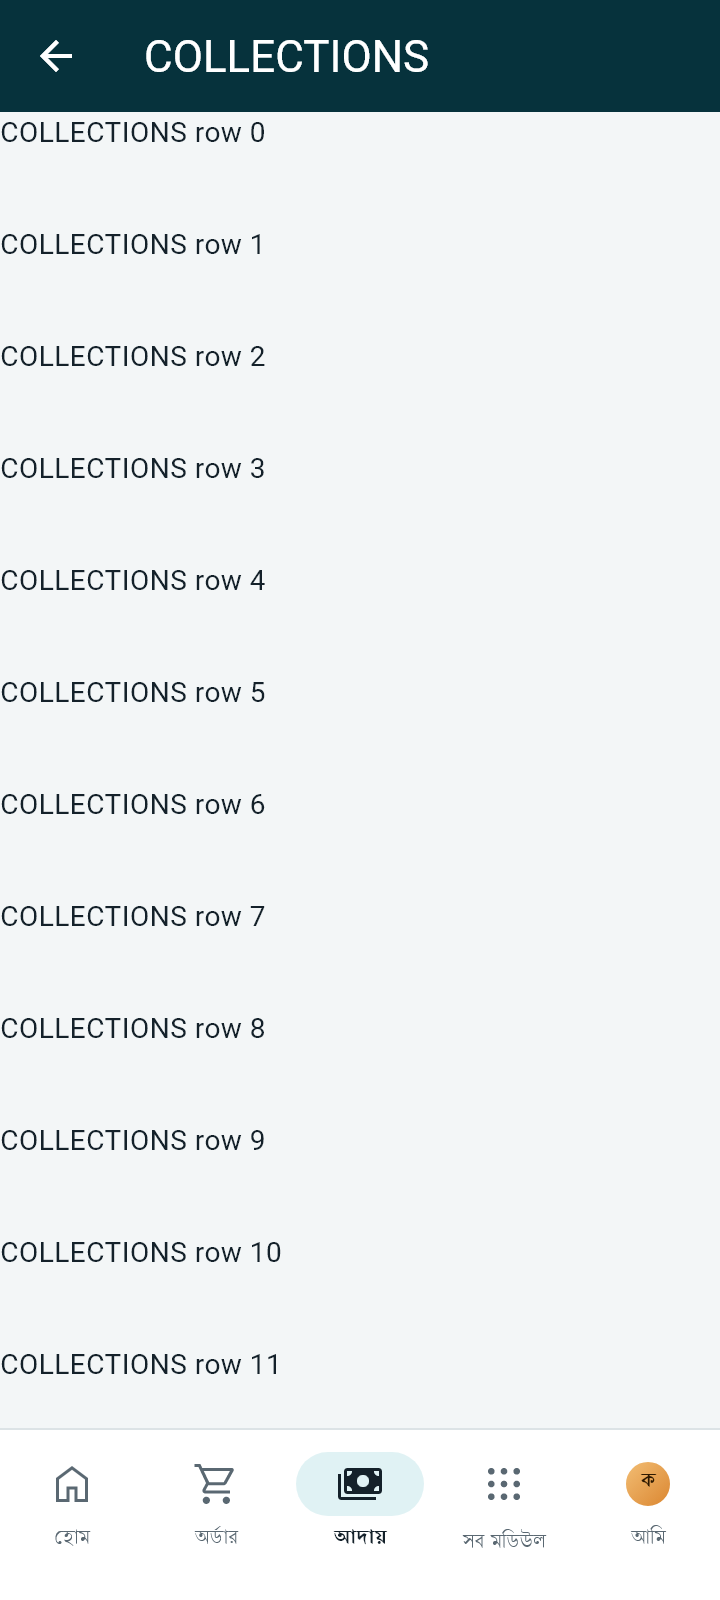 COLLECTIONS
COLLECTIONS row 0
COLLECTIONS row 1
COLLECTIONS row 2
COLLECTIONS row 3
COLLECTIONS row 4
COLLECTIONS row 5
COLLECTIONS row 6
COLLECTIONS row 7
COLLECTIONS row 8
COLLECTIONS row 9
COLLECTIONS row 10
COLLECTIONS row 11
ক
হোম অর্ডার আদায় সব মডিউল আমি